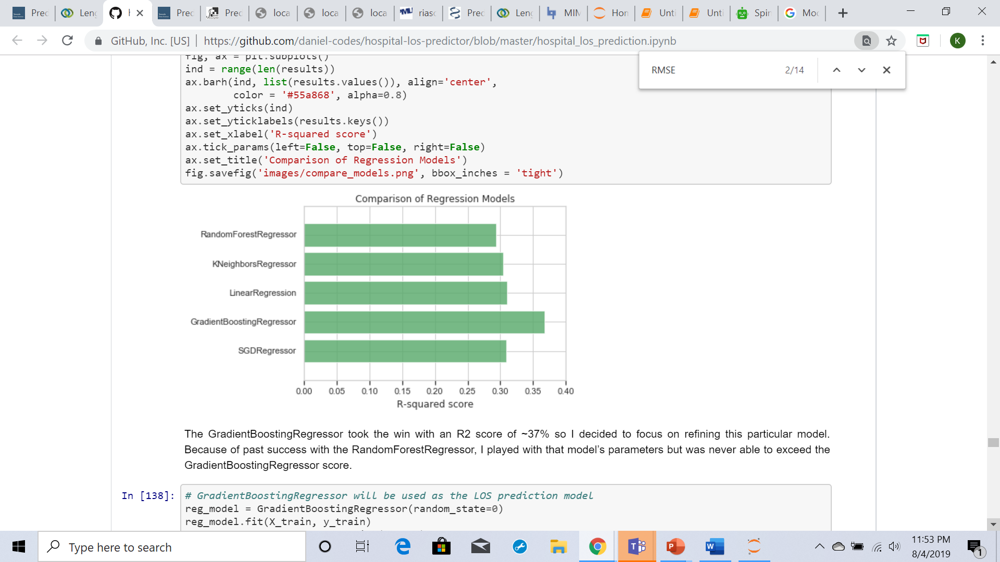 Prec
Leng
Prec
Prec
loca
loca
loca
riasc
Prec
Leng
MIM
Hon
Unti
Unti
Spir
Moc
GitHub, Inc. [US] | https://github.com/daniel-codes/hospital-los-predictor/blob/master/hospital_los_prediction.ipynb
K
RMSE 2/14
fig, ax = plt.subplots()
ind = range(len(results))
ax.barh(ind, list(results.values()), align='center',
color = '#55a868', alpha=0.8)
ax.set_yticks(ind)
ax.set_yticklabels(results.keys())
ax.set_xlabel('R-squared score')
ax.tick_params(left=False, top=False, right=False)
ax.set_title('Comparison of Regression Models')
fig.savefig('images/compare_models.png', bbox_inches = 'tight')
Comparison of Regression Models
RandomForestRegressor
KNeighborsRegressor
LinearRegression
GradientBoostingRegressor
SGDRegressor
0.00 0.05 0.10 0.15 0.20 0.25 0.30 0.35 0.40
R-squared score
The GradientBoostingRegressor took the win with an R2 score of ~37% so I decided to focus on refining this particular model.
Because of past success with the RandomForestRegressor, I played with that model's parameters but was never able to exceed the
GradientBoostingRegressor score.
In [138]:
# GradientBoostingRegressor will be used as the LOS prediction model
reg_model = GradientBoostingRegressor(random_state=0)
reg_model.fit(X_train, y_train)
Type here to search
11:53 PM
8/4/2019
1